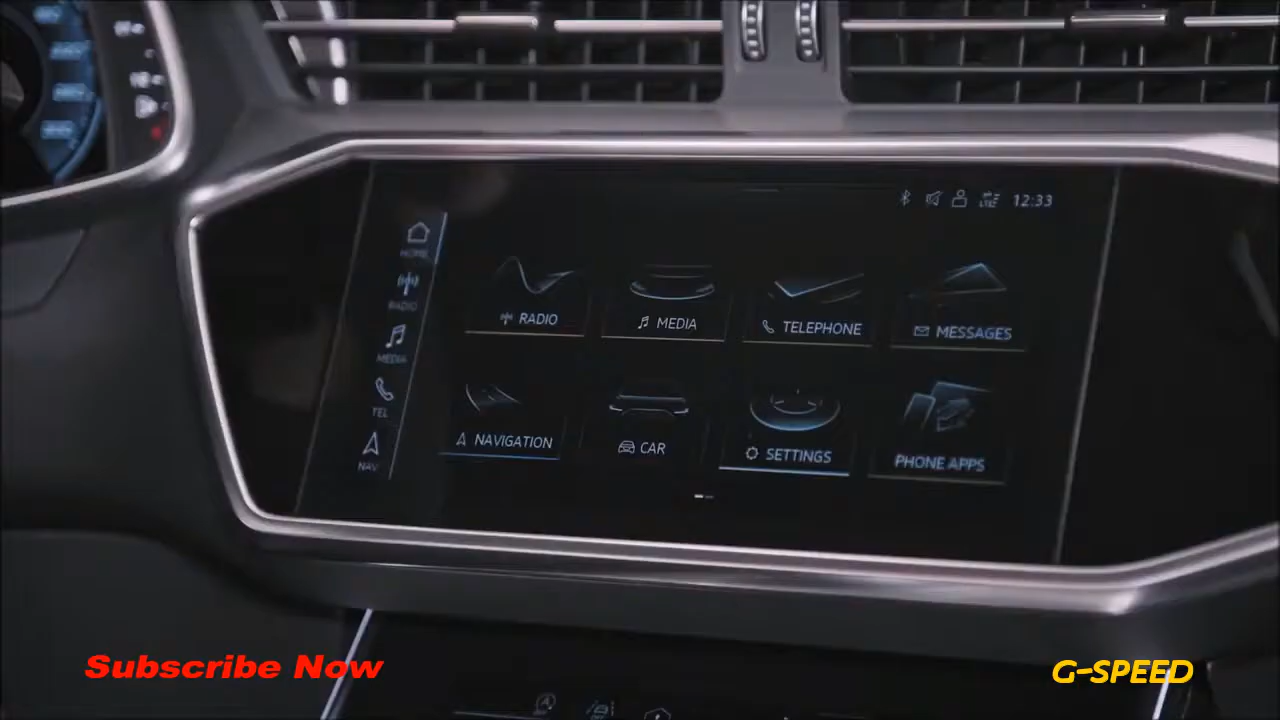 LTE 12:33
HOME
RADIO
MEDIA
TEL
NAV
RADIO
MEDIA
TELEPHONE
MESSAGES
NAVIGATION
CAR
SETTINGS
PHONE APPS
Subscribe Now
G-SPEED